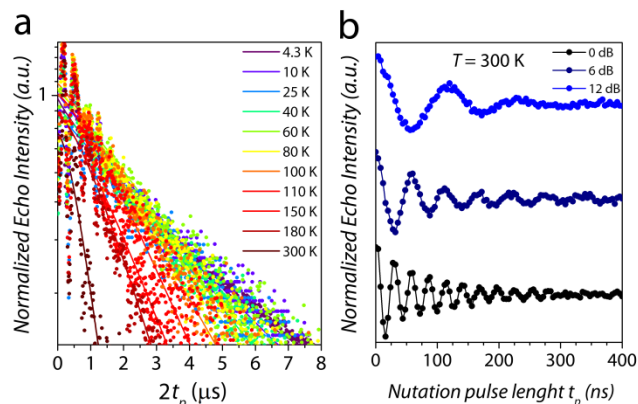 a
Normalized Echo Intensity (a.u.)
1
4.3 K
10 K
25 K
40 K
60 K
80 K
100 K
110 K
150 K
180 K
300 K
0 1 2 3 4 5 6 7 8
2tp (μs)
b
Normalized Echo Intensity (a.u.)
T = 300 K
0 dB
6 dB
12 dB
0 100 200 300 400
Nutation pulse lenght tp (ns)